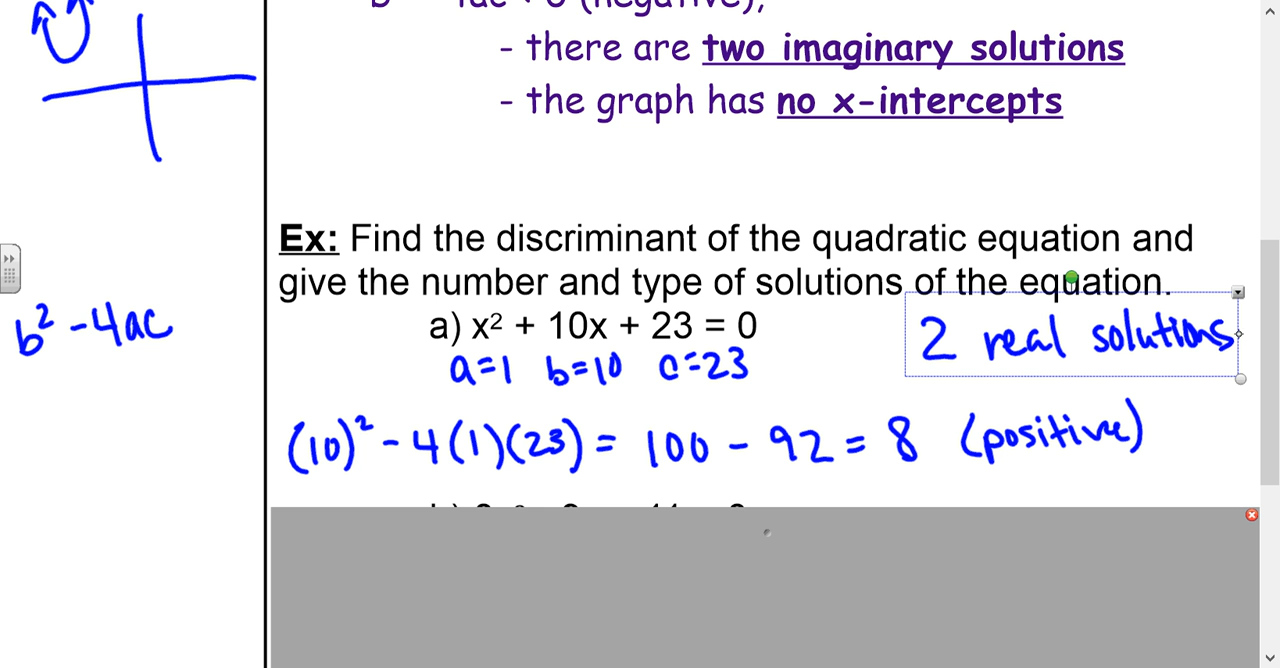 - there are two imaginary solutions
- the graph has no x-intercepts
Ex: Find the discriminant of the quadratic equation and
give the number and type of solutions of the equation.
a) x² + 10x + 23 = 0
2 real solutions
b² - 4ac
a=1 b=10 c=23
(10)² - 4(1)(23) = 100 - 92 = 8 (positive)